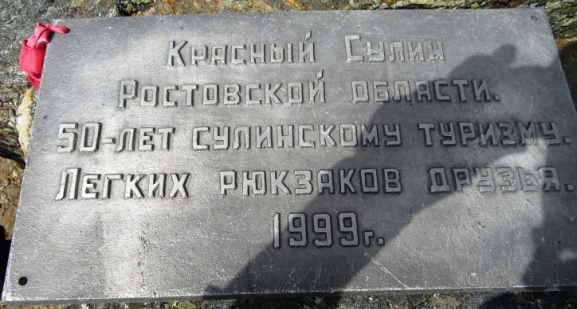 Красный Сулин
Ростовской области.
50-лет сулинскому туризму.
Легких рюкзаков друзья.
1999г.